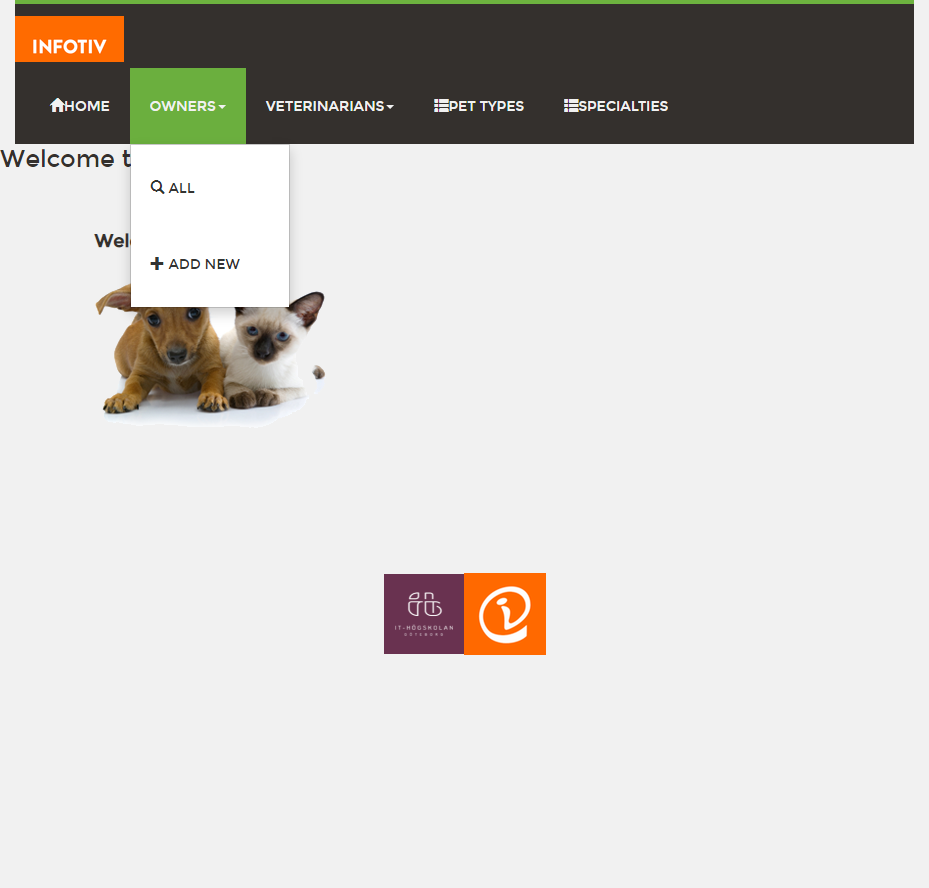 INFOTIV
HOME OWNERS VETERINARIANS PET TYPES SPECIALTIES
Welcome t
ALL
Welc
ADD NEW
IT-HÖGSKOLAN
GÖTEBORG